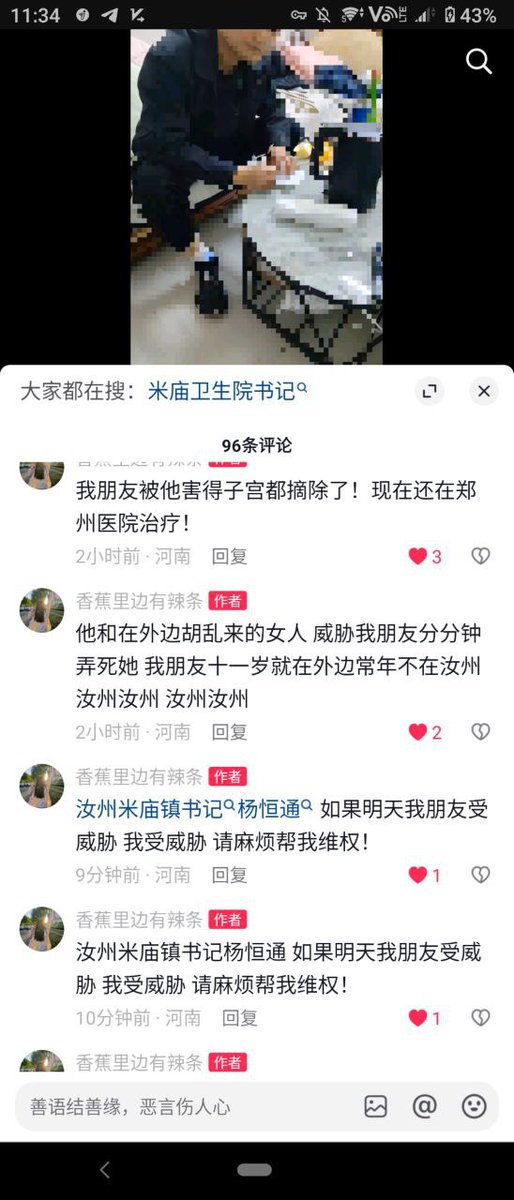 11:34
43%
大家都在搜：米庙卫生院书记
96条评论
香蕉里边有辣条 作者
我朋友被他害得子宫都摘除了！现在还在郑
州医院治疗！
2小时前 · 河南 回复 3
香蕉里边有辣条 作者
他和在外边胡乱来的女人 威胁我朋友分分钟
弄死她 我朋友十一岁就在外边常年不在汝州
汝州汝州 汝州汝州
2小时前 · 河南 回复 2
香蕉里边有辣条 作者
汝州米庙镇书记杨恒通 如果明天我朋友受
威胁 我受威胁 请麻烦帮我维权！
9分钟前 · 河南 回复 1
香蕉里边有辣条 作者
汝州米庙镇书记杨恒通 如果明天我朋友受威
胁 我受威胁 请麻烦帮我维权！
10分钟前 · 河南 回复 1
香蕉里边有辣条 作者
善语结善缘，恶言伤人心 @